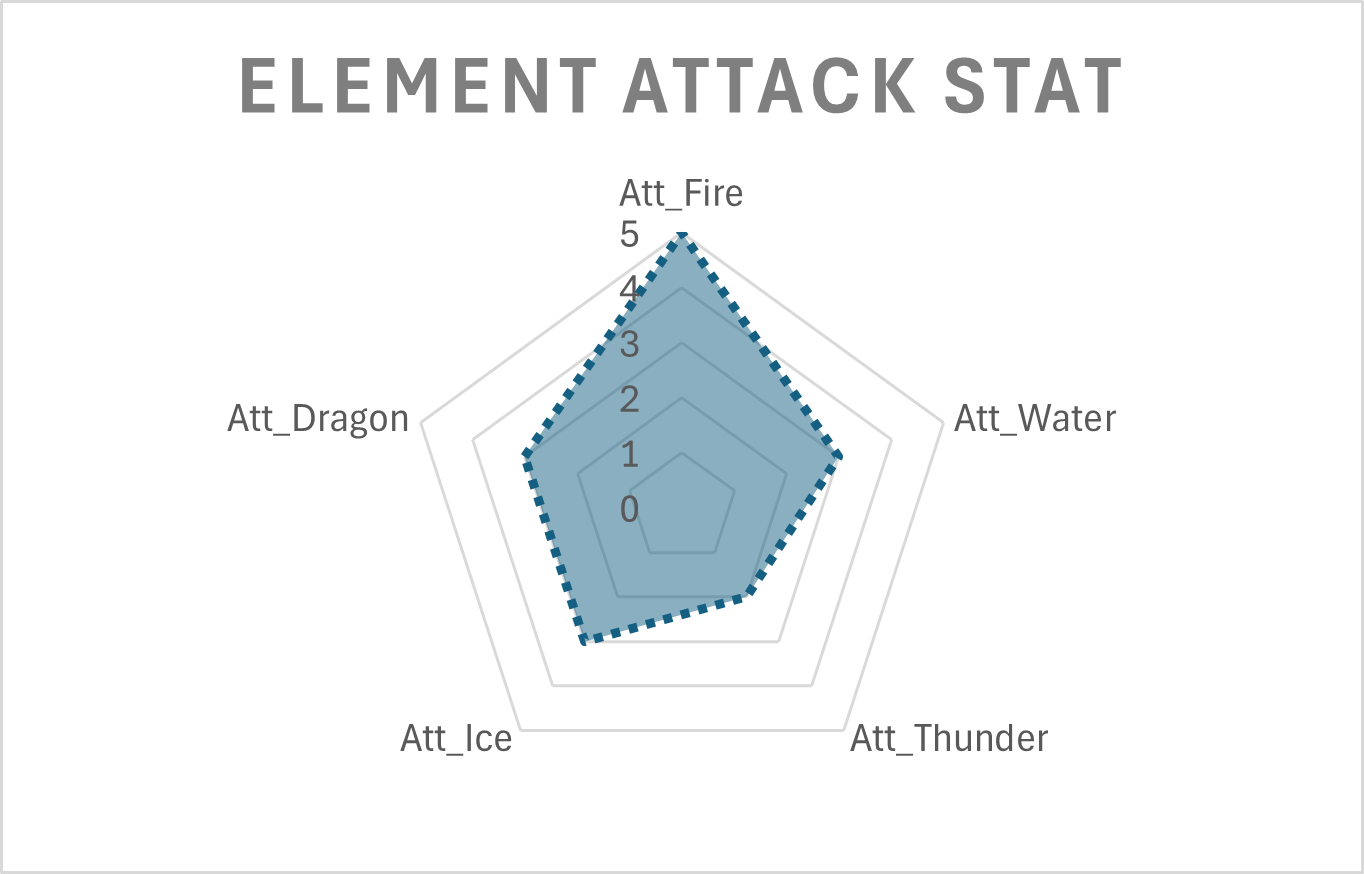 ELEMENT ATTACK STAT
Att_Fire
5
4
3
2
1
0
Att_Dragon
Att_Water
Att_Ice
Att_Thunder